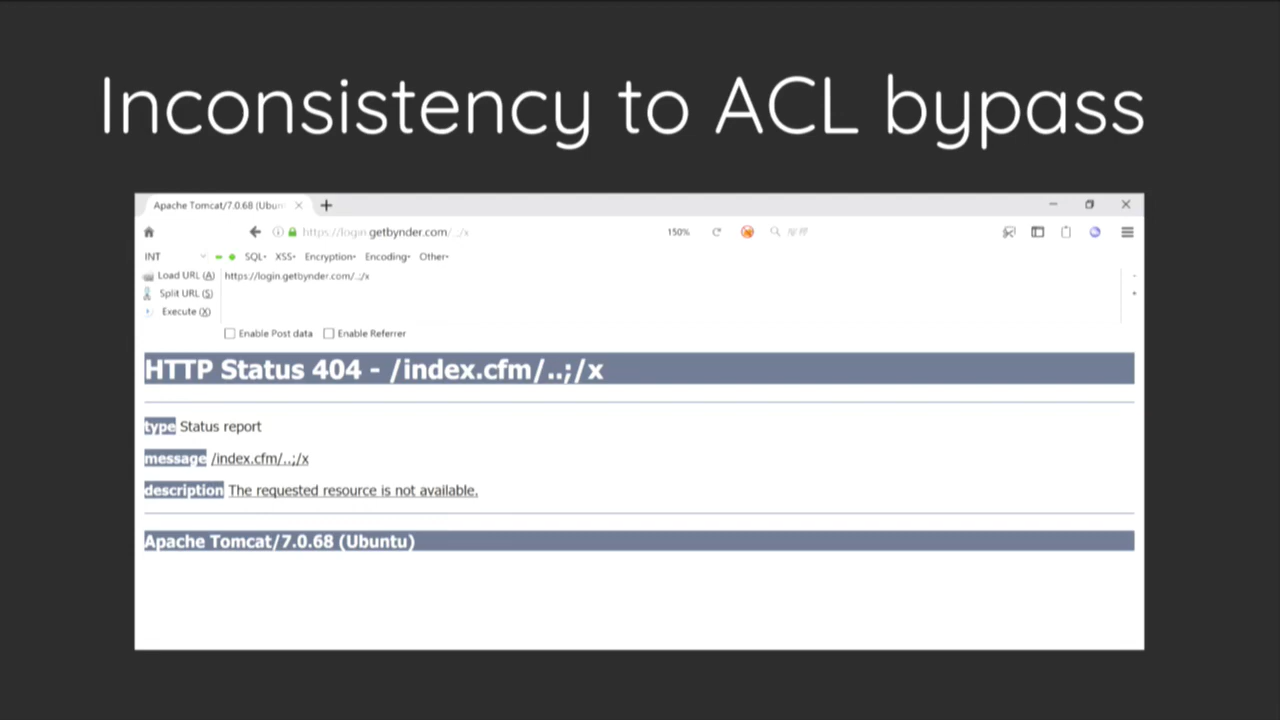 Inconsistency to ACL bypass
Apache Tomcat/7.0.68 (Ubun
https://login.getbynder.com/..;/x
150%
INT
SQL- XSS- Encryption- Encoding- Other-
Load URL (A)
https://login.getbynder.com/..;/x
Split URL (S)
Execute (X)
Enable Post data Enable Referrer
HTTP Status 404 - /index.cfm/..;/x
type Status report
message /index.cfm/..;/x
description The requested resource is not available.
Apache Tomcat/7.0.68 (Ubuntu)